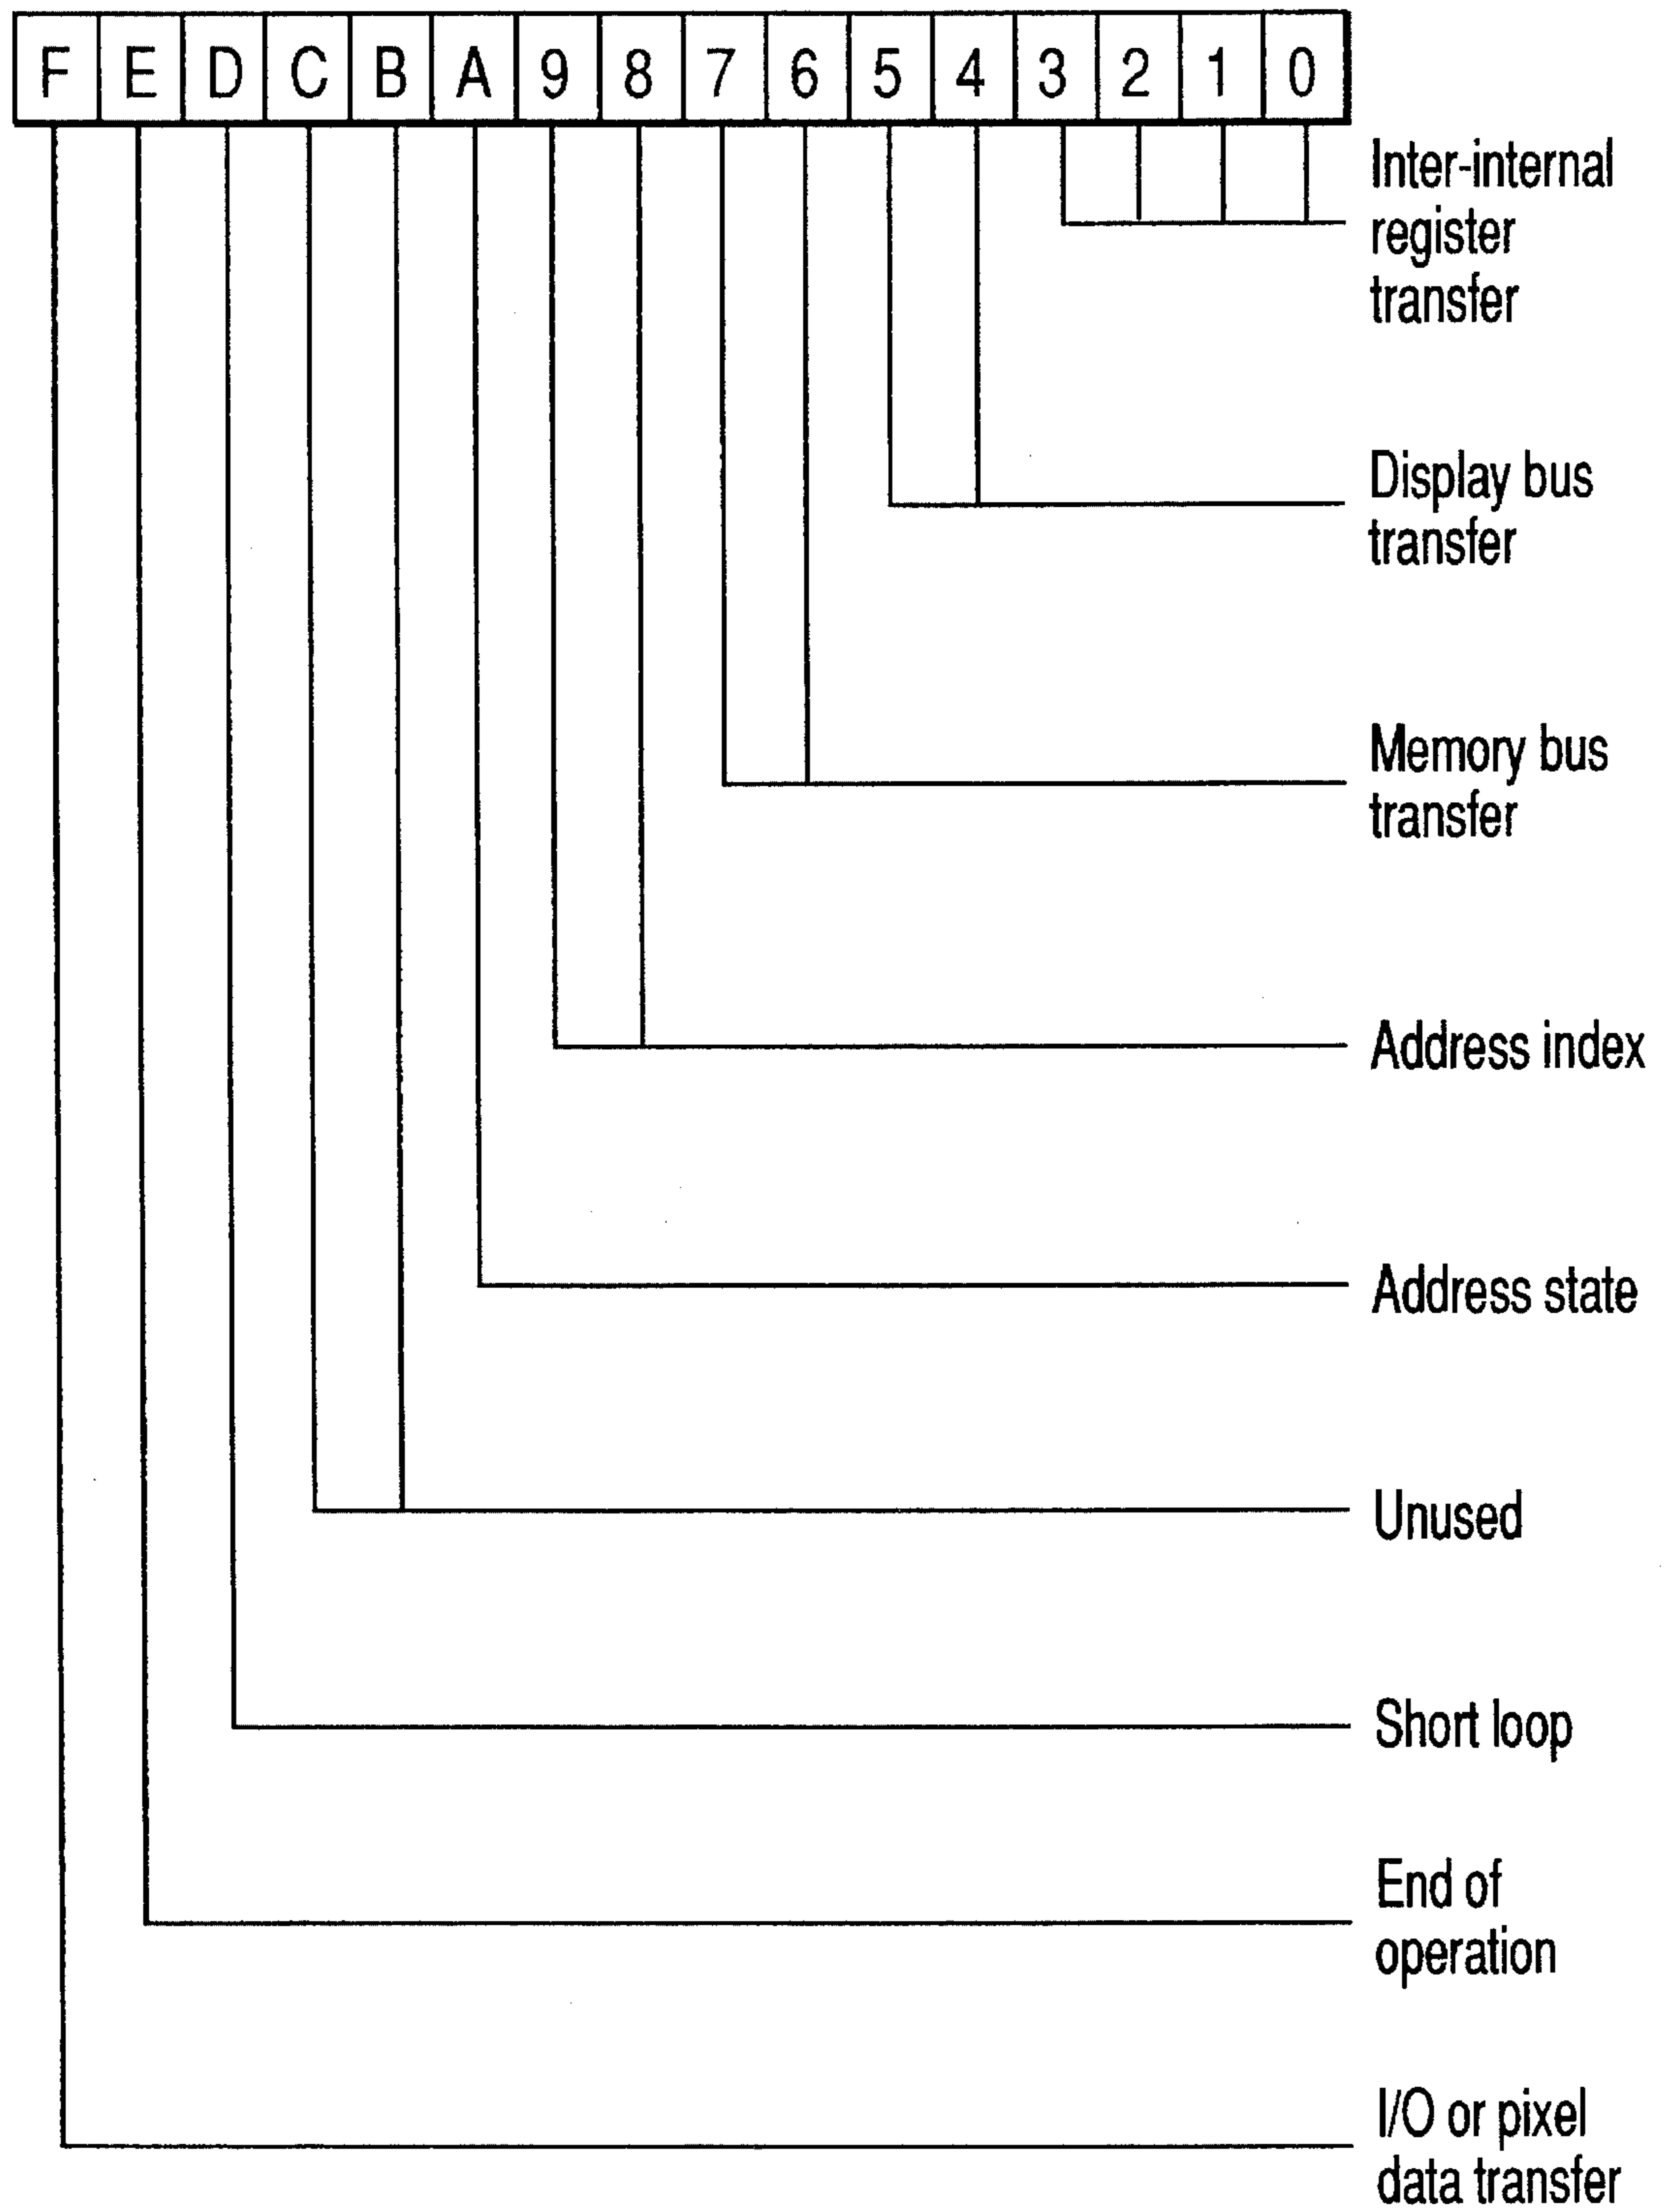 F E D C B A 9 8 7 6 5 4 3 2 1 0
Inter-internal
register
transfer
Display bus
transfer
Memory bus
transfer
Address index
Address state
Unused
Short loop
End of
operation
I/O or pixel
data transfer